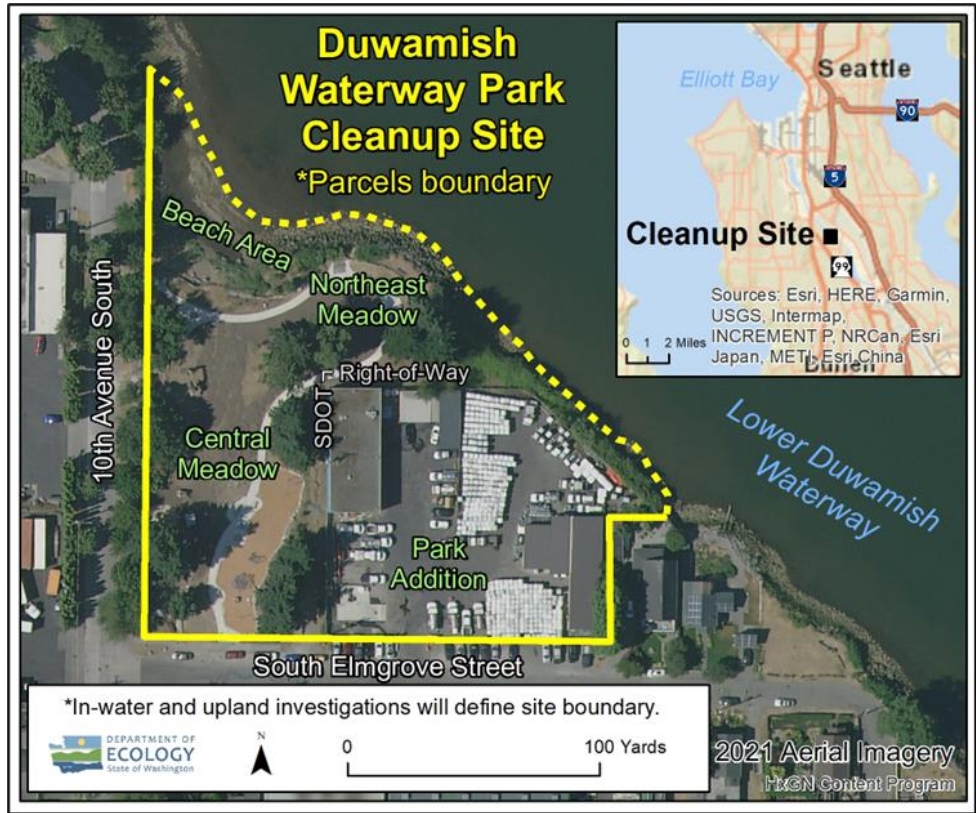 Duwamish
Waterway Park
Cleanup Site
*Parcels boundary
Beach Area
Northeast
Meadow
Right-of-Way
SDOT
Central
Meadow
10th Avenue South
Park
Addition
South Elmgrove Street
Lower Duwamish
Waterway
Elliott Bay
Seattle
90
5
Cleanup Site
99
Sources: Esri, HERE, Garmin,
USGS, Intermap,
INCREMENT P, NRCan, Esri
Japan, METI, Esri China
0 1 2 Miles
*In-water and upland investigations will define site boundary.
DEPARTMENT OF
ECOLOGY
State of Washington
N
0 100 Yards
2021 Aerial Imagery
HxGN Content Program